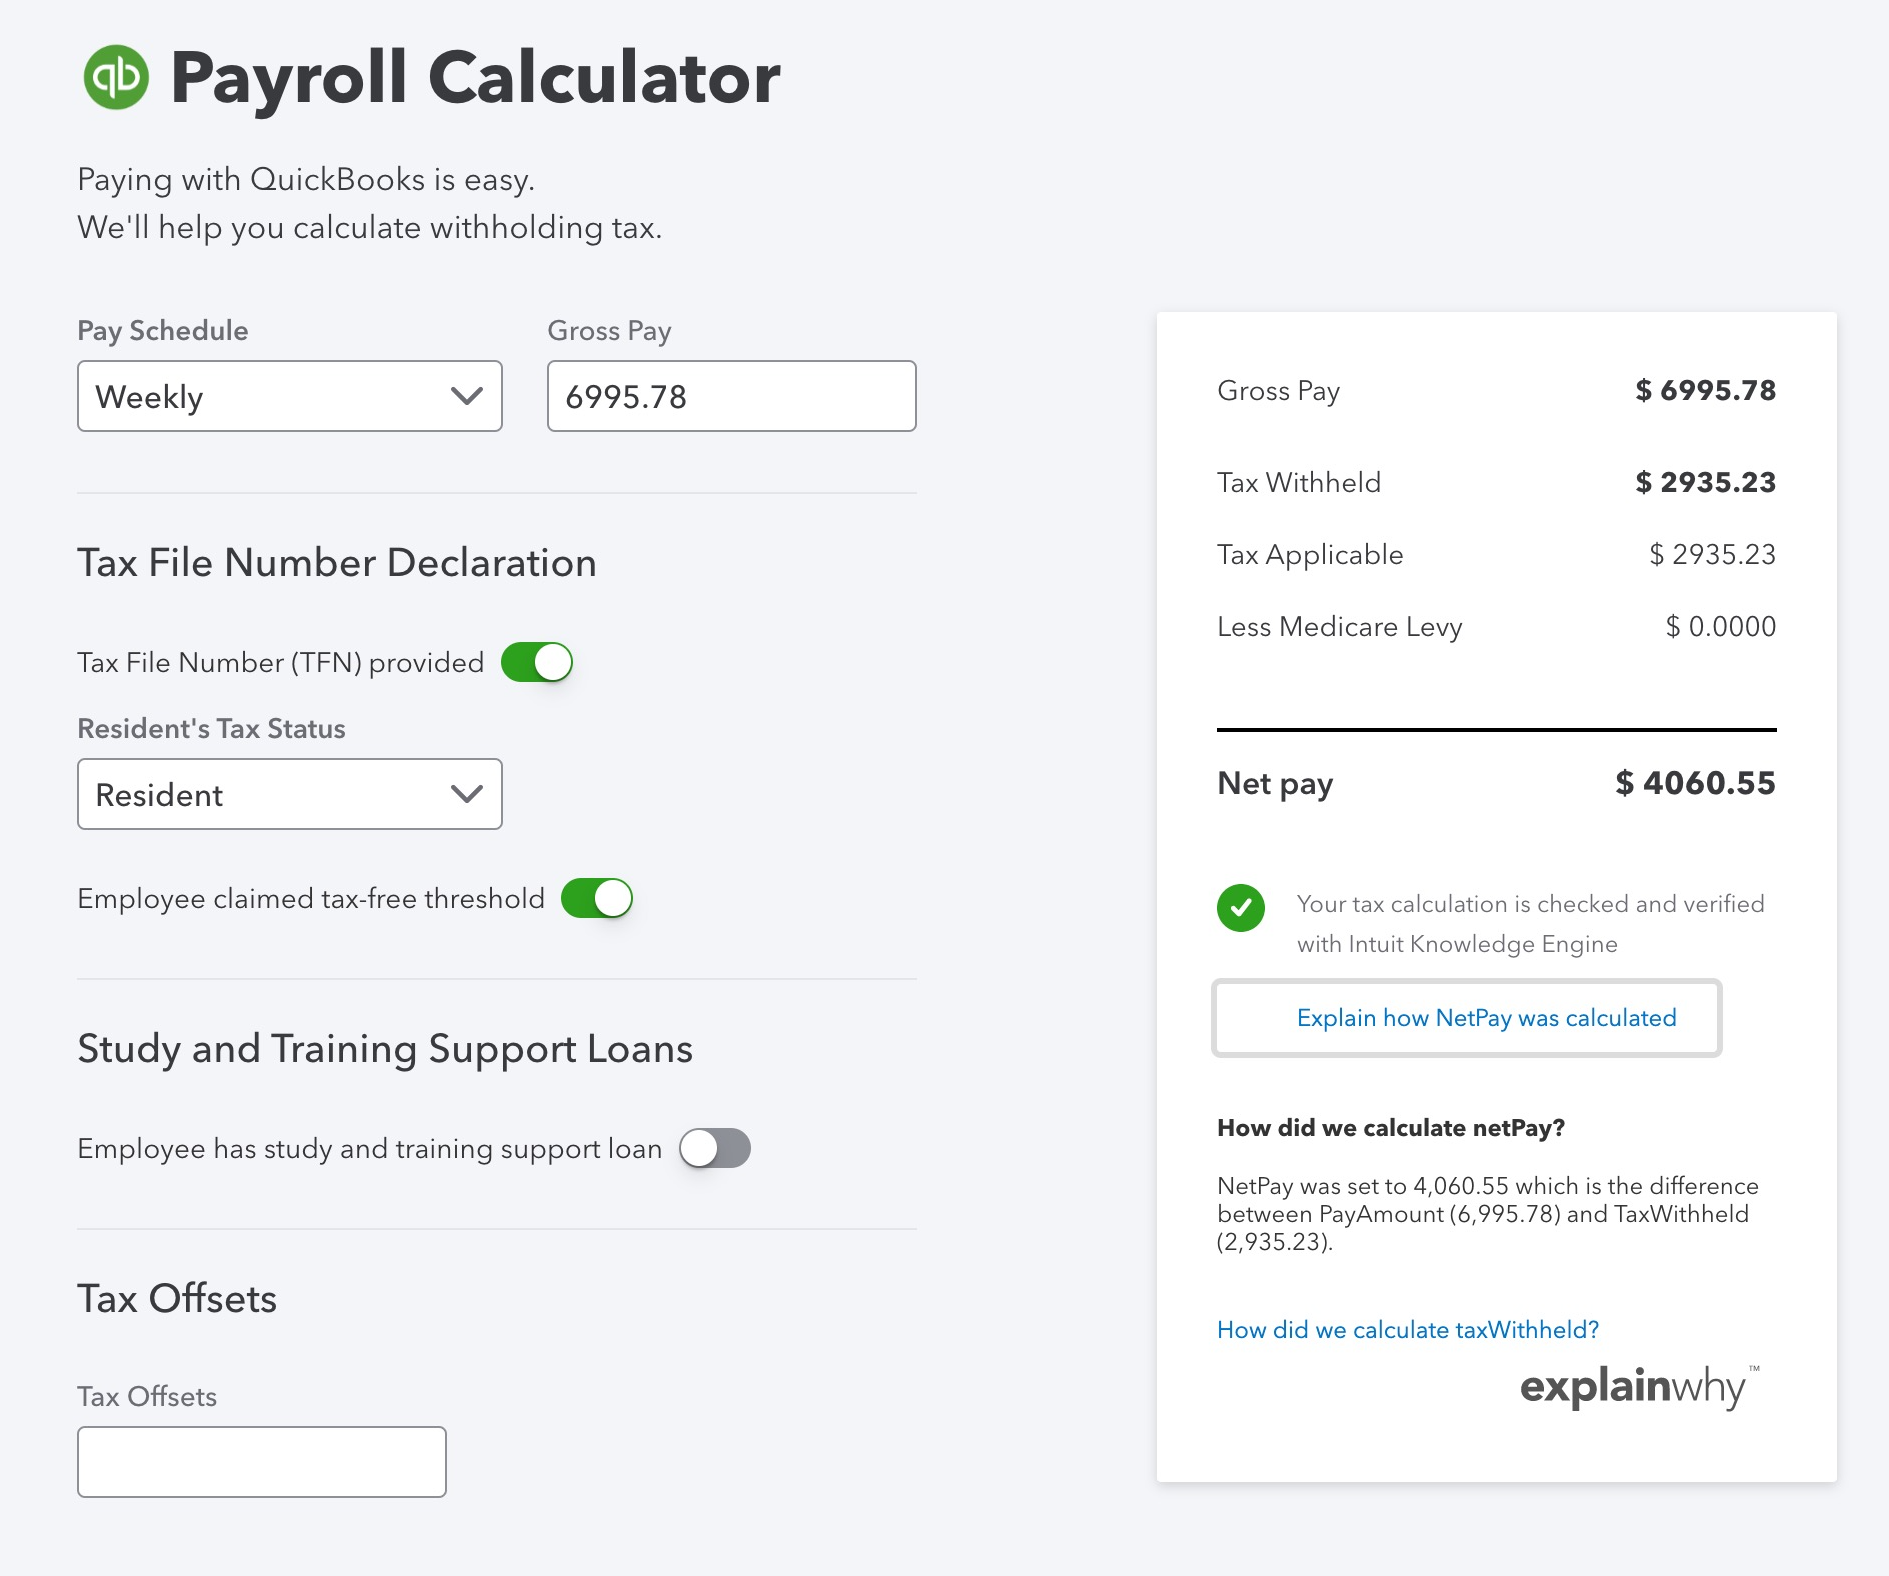 qb Payroll Calculator
Paying with QuickBooks is easy.
We'll help you calculate withholding tax.
Pay Schedule
Weekly
Gross Pay
6995.78
Tax File Number Declaration
Tax File Number (TFN) provided
Resident's Tax Status
Resident
Employee claimed tax-free threshold
Study and Training Support Loans
Employee has study and training support loan
Tax Offsets
Tax Offsets
Gross Pay $ 6995.78
Tax Withheld $ 2935.23
Tax Applicable $ 2935.23
Less Medicare Levy $ 0.0000
Net pay $ 4060.55
Your tax calculation is checked and verified
with Intuit Knowledge Engine
Explain how NetPay was calculated
How did we calculate netPay?
NetPay was set to 4,060.55 which is the difference
between PayAmount (6,995.78) and TaxWithheld
(2,935.23).
How did we calculate taxWithheld?
explainwhy™